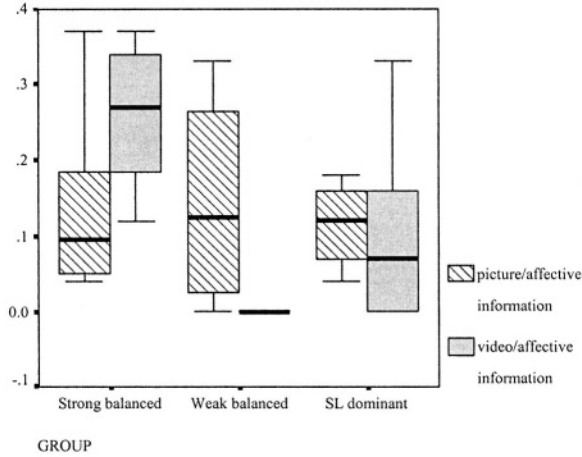 .4
.3
.2
.1
0.0
-.1
Strong balanced
Weak balanced
SL dominant
GROUP
picture/affective
information
video/affective
information